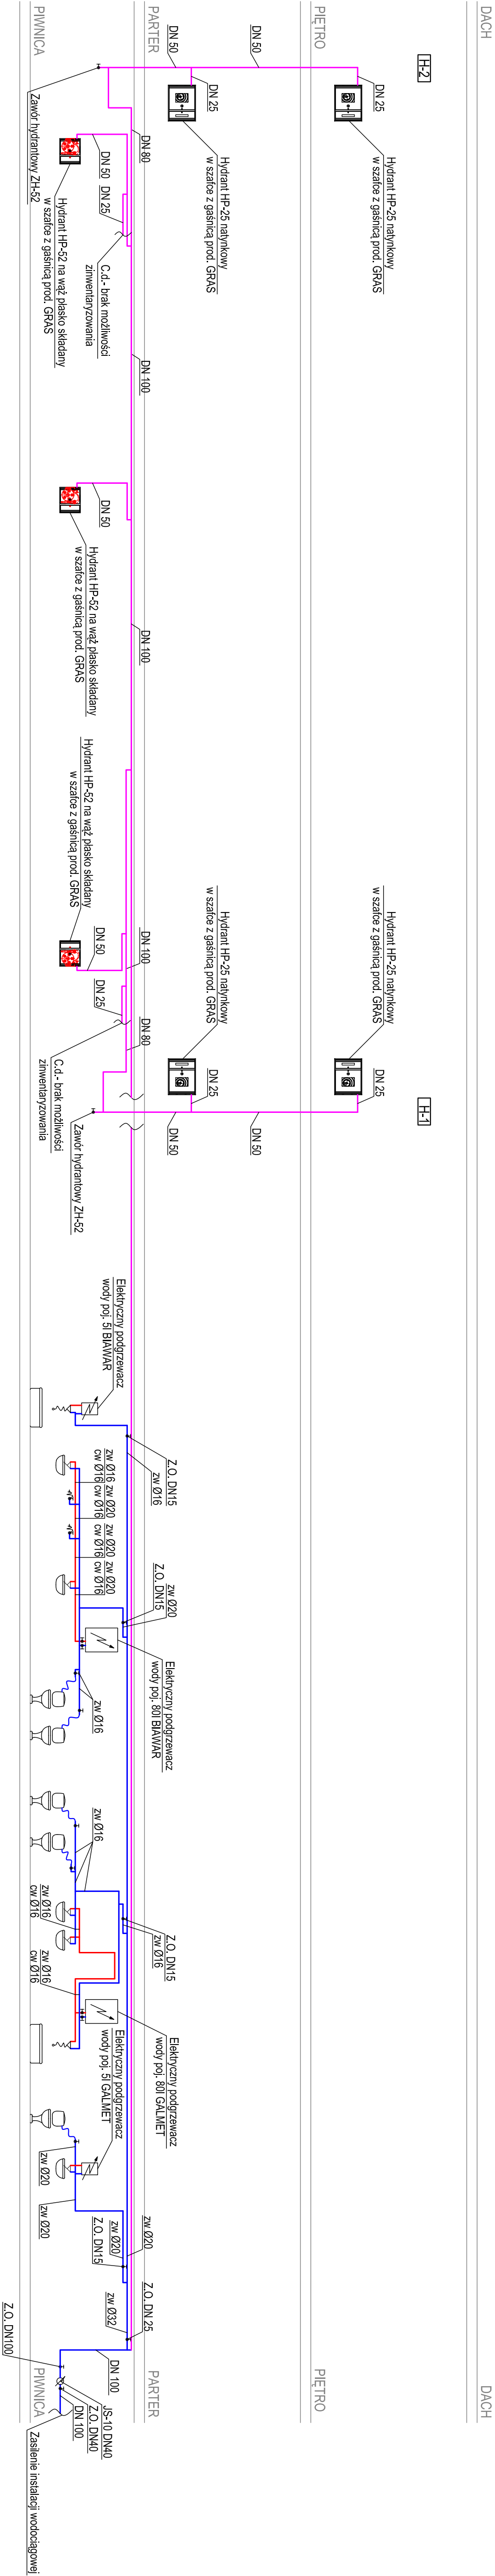 DACH
DACH
H-2
H-1
PIĘTRO
PIĘTRO
DN 25
Hydrant HP-25 natynkowy
w szafce z gaśnicą prod. GRAS
Hydrant HP-25 natynkowy
w szafce z gaśnicą prod. GRAS
DN 25
DN 50
DN 50
DN 25
Hydrant HP-25 natynkowy
w szafce z gaśnicą prod. GRAS
Hydrant HP-25 natynkowy
w szafce z gaśnicą prod. GRAS
DN 25
DN 50
DN 50
PARTER
PARTER
DN 80
DN 100
DN 100
DN 100
DN 80
DN 50
DN 25
C.d.- brak możliwości
zinwentaryzowania
Hydrant HP-52 na wąż płasko składany
w szafce z gaśnicą prod. GRAS
Zawór hydrantowy ZH-52
DN 50
Hydrant HP-52 na wąż płasko składany
w szafce z gaśnicą prod. GRAS
Hydrant HP-52 na wąż płasko składany
w szafce z gaśnicą prod. GRAS
DN 50
DN 25
C.d.- brak możliwości
zinwentaryzowania
Zawór hydrantowy ZH-52
Elektryczny podgrzewacz
wody poj. 5l BIAWAR
Z.O. DN15
zw Ø16
zw Ø16
cw Ø16
zw Ø20
cw Ø16
zw Ø20
cw Ø16
zw Ø20
cw Ø16
zw Ø20
Z.O. DN15
Elektryczny podgrzewacz
wody poj. 80l BIAWAR
zw Ø16
zw Ø16
zw Ø16
cw Ø16
Z.O. DN15
zw Ø16
zw Ø16
cw Ø16
Elektryczny podgrzewacz
wody poj. 80l GALMET
Elektryczny podgrzewacz
wody poj. 5l GALMET
zw Ø20
zw Ø20
zw Ø20
zw Ø20
Z.O. DN15
Z.O. DN 25
zw Ø32
DN 100
Z.O. DN100
JS-10 DN40
Z.O. DN40
DN 100
Zasilenie instalacji wodociągowej
PIWNICA
PIWNICA